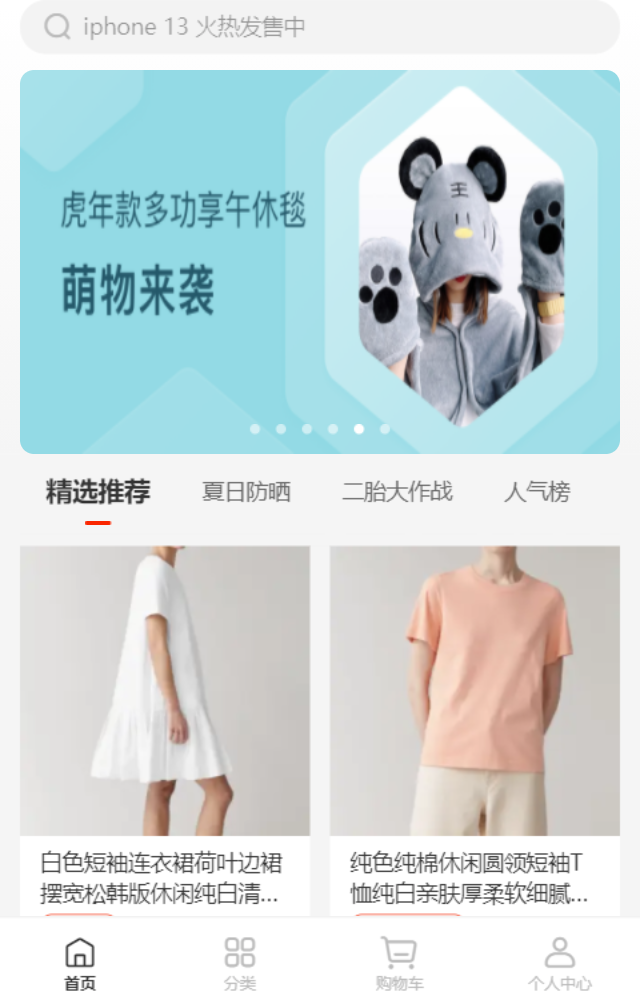 iphone 13 火热发售中
虎年款多功享午休毯
萌物来袭
王
精选推荐 夏日防晒 二胎大作战 人气榜
白色短袖连衣裙荷叶边裙
摆宽松韩版休闲纯白清...
纯色纯棉休闲圆领短袖T
恤纯白亲肤厚柔软细腻...
首页 分类 购物车 个人中心